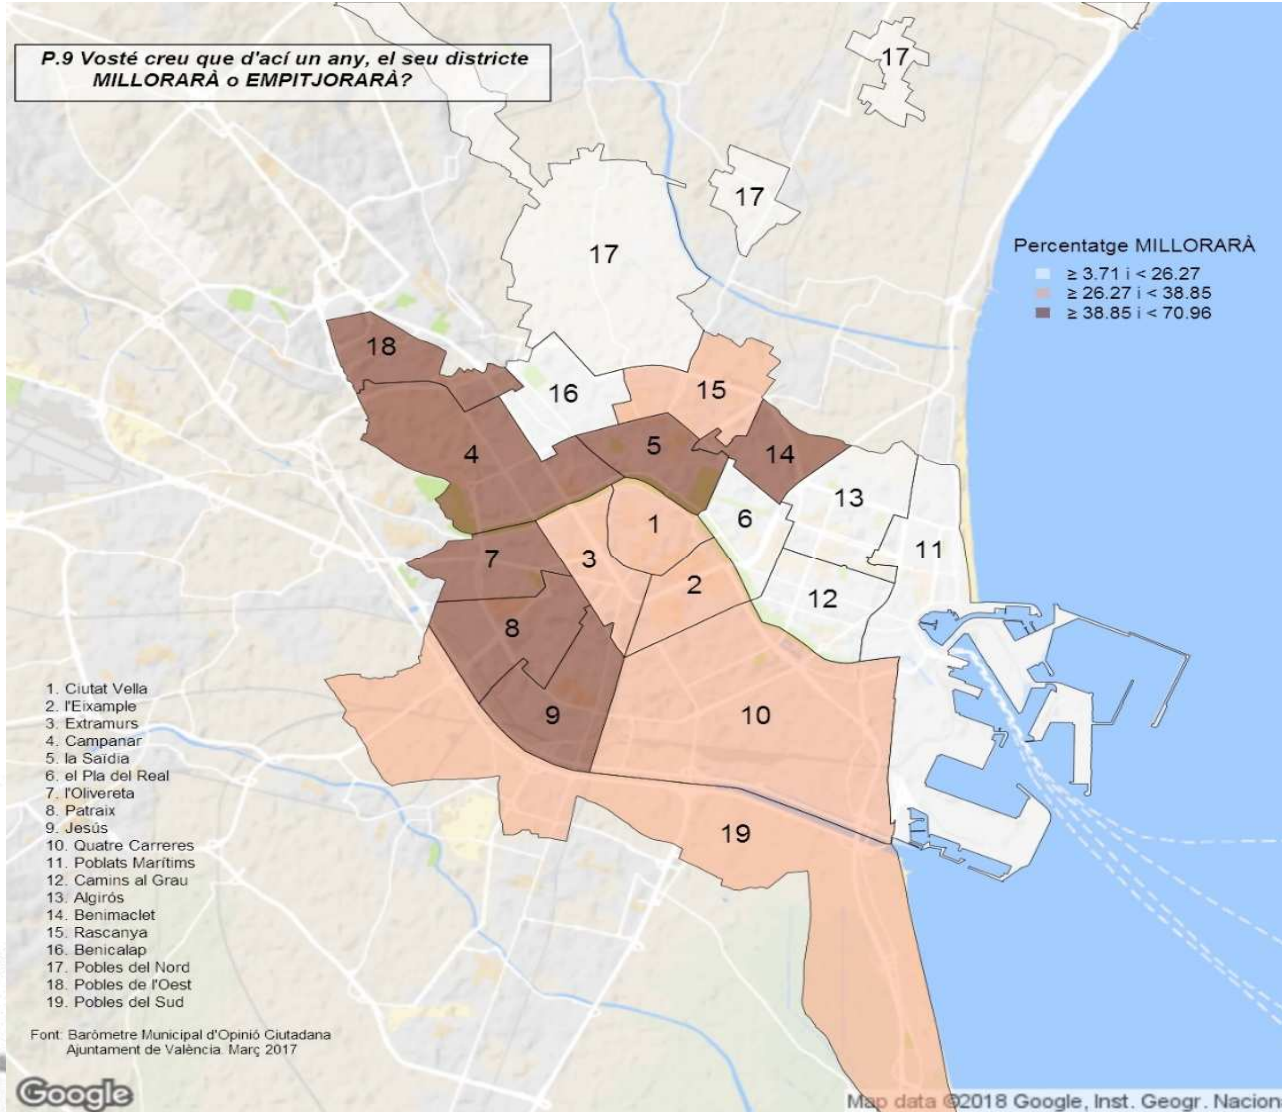 P.9 Vosté creu que d'ací un any, el seu districte
MILLORARÀ o EMPITJORARÀ?
17
17
17
Percentatge MILLORARÀ
≥ 3.71 i < 26.27
≥ 26.27 i < 38.85
≥ 38.85 i < 70.96
18
16
15
4
5
14
13
6
1
11
7
3
2
12
8
9
10
19
1. Ciutat Vella
2. l'Eixample
3. Extramurs
4. Campanar
5. la Saïdia
6. el Pla del Real
7. l'Olivereta
8. Patraix
9. Jesús
10. Quatre Carreres
11. Poblats Marítims
12. Camins al Grau
13. Algirós
14. Benimaclet
15. Rascanya
16. Benicalap
17. Pobles del Nord
18. Pobles de l'Oest
19. Pobles del Sud
Font: Baròmetre Municipal d'Opinió Ciutadana
Ajuntament de València. Març 2017
Google
Map data ©2018 Google, Inst. Geogr. Nacion